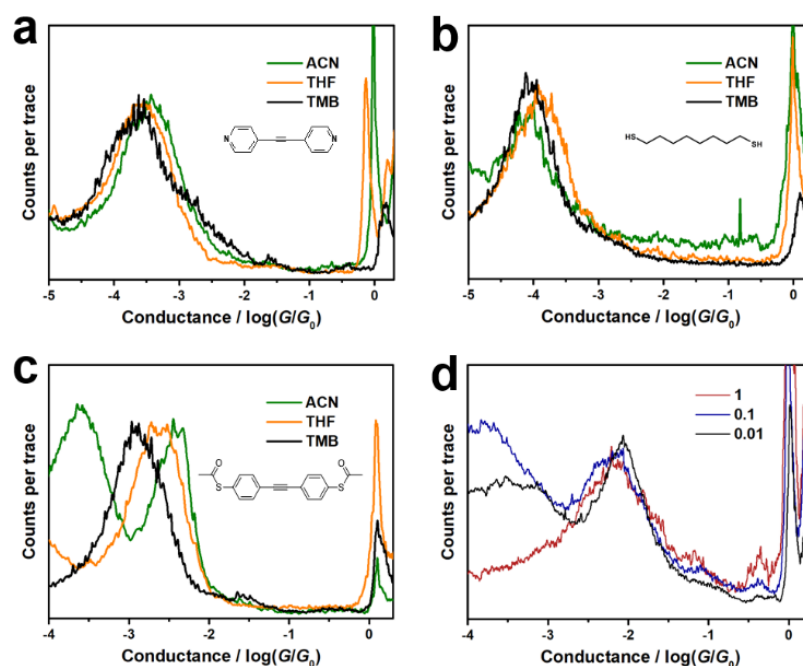 a
ACN
THF
TMB
N
N
Counts per trace
-5 -4 -3 -2 -1 0
Conductance / log(G/G₀)
b
ACN
THF
TMB
HS
SH
Counts per trace
-5 -4 -3 -2 -1 0
Conductance / log(G/G₀)
c
ACN
THF
TMB
O
S
O
S
Counts per trace
-4 -3 -2 -1 0
Conductance / log(G/G₀)
d
1
0.1
0.01
Counts per trace
-4 -3 -2 -1 0
Conductance / log(G/G₀)